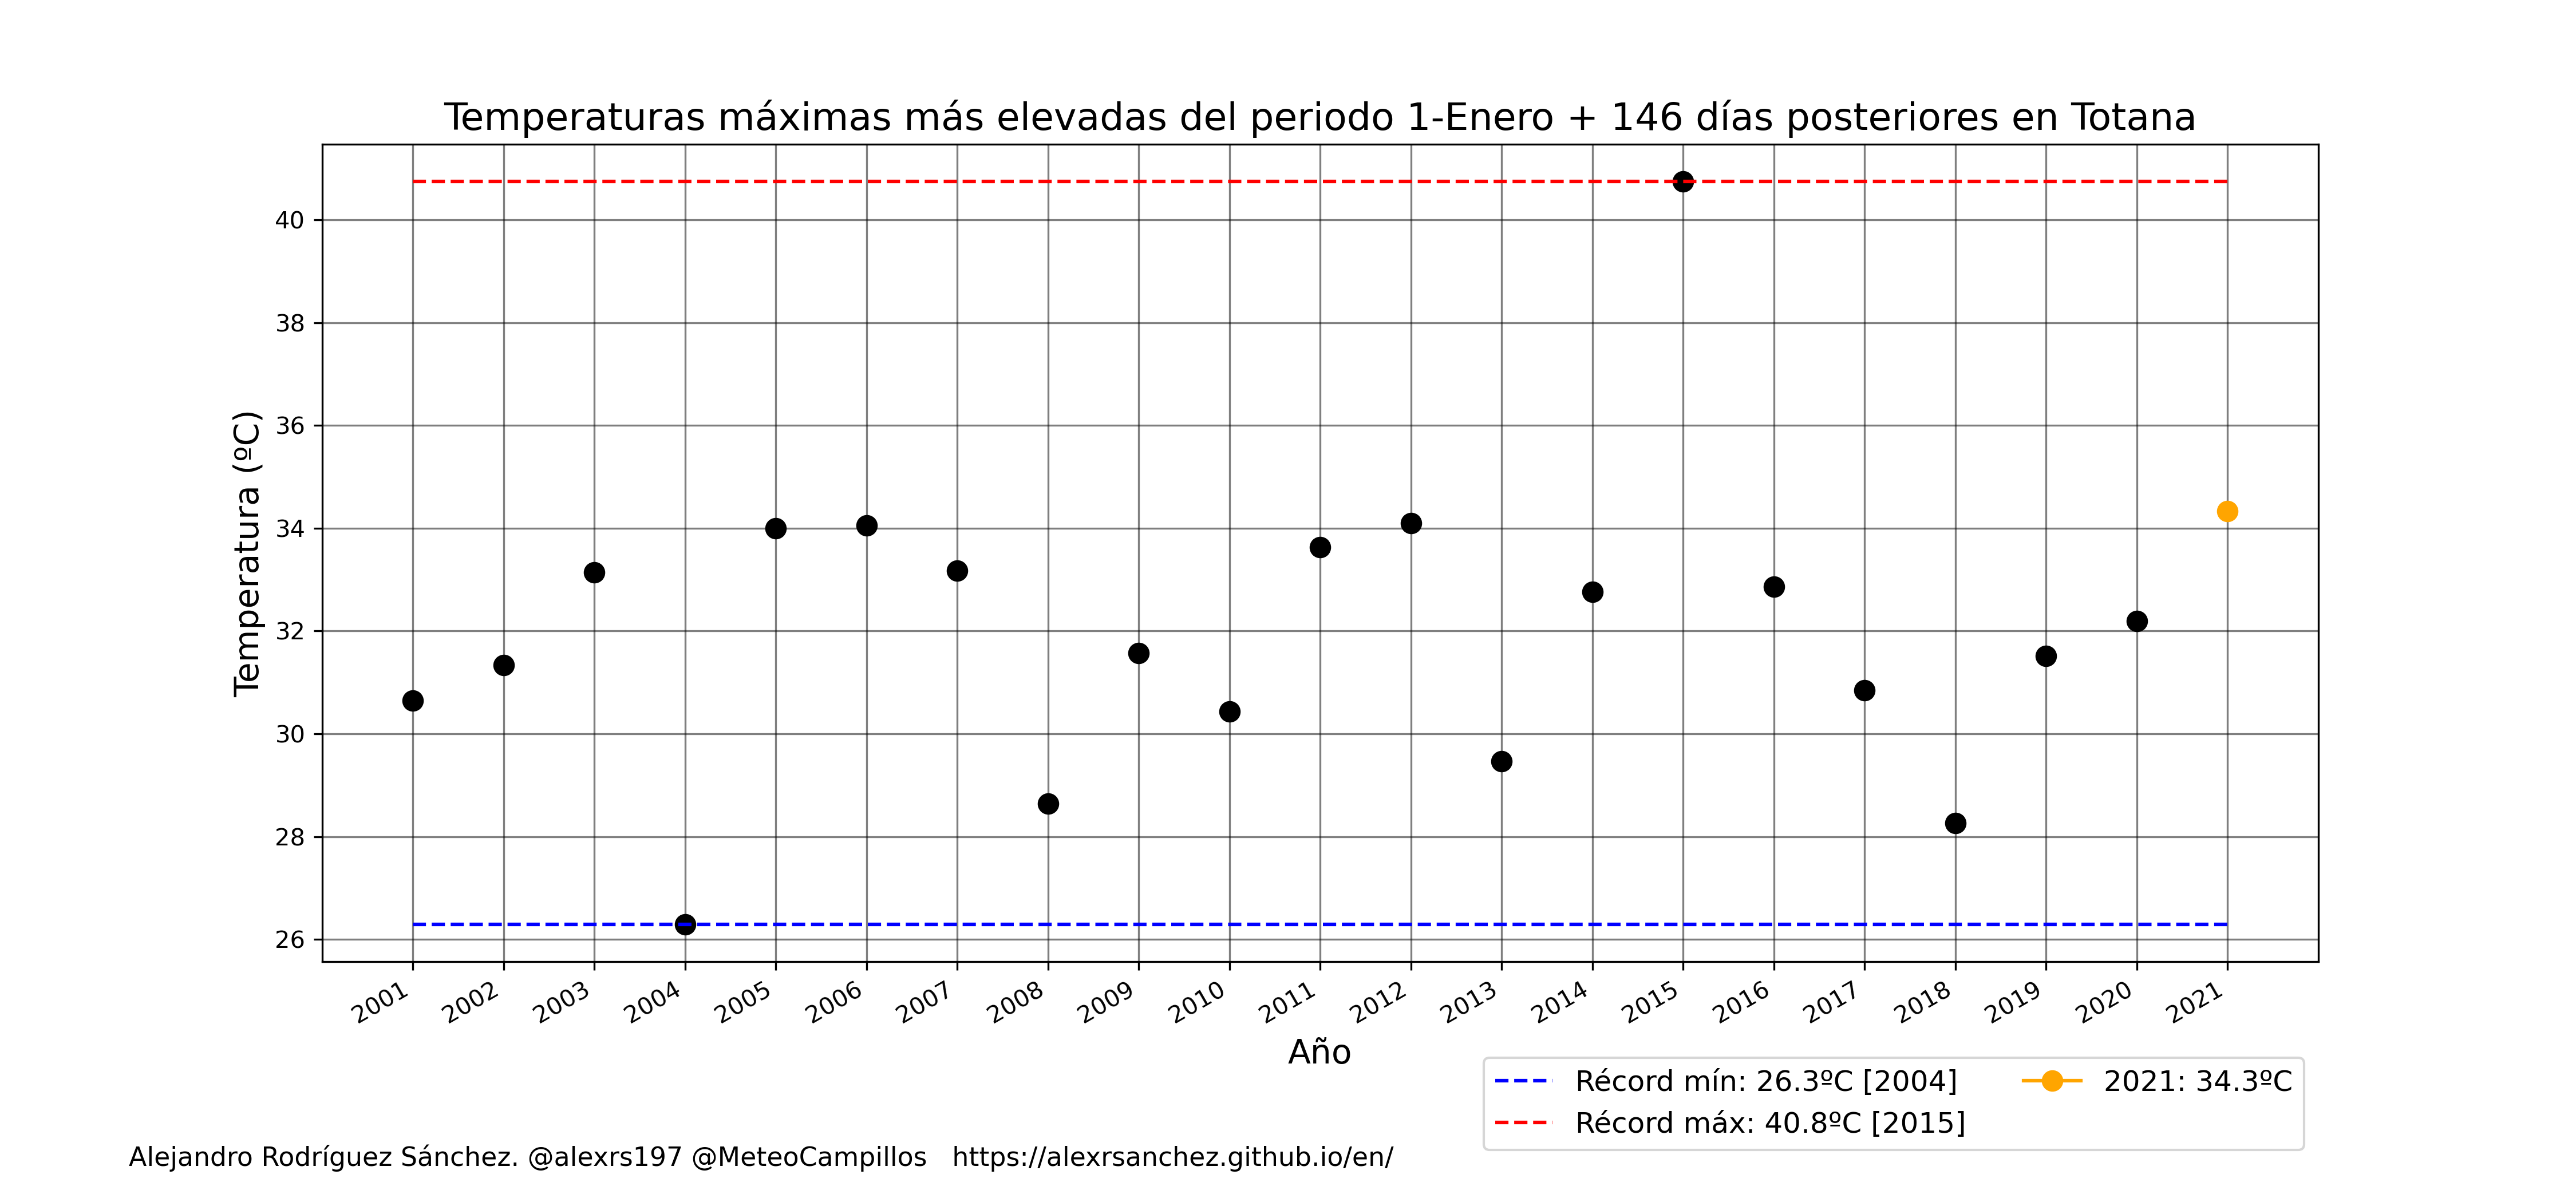 Temperaturas máximas más elevadas del periodo 1-Enero + 146 días posteriores en Totana
Temperatura (ºC)
40
38
36
34
32
30
28
26
2001 2002 2003 2004 2005 2006 2007 2008 2009 2010 2011 2012 2013 2014 2015 2016 2017 2018 2019 2020 2021
Año
Récord mín: 26.3ºC [2004]
Récord máx: 40.8ºC [2015]
2021: 34.3ºC
Alejandro Rodríguez Sánchez. @alexrs197 @MeteoCampillos https://alexrsanchez.github.io/en/